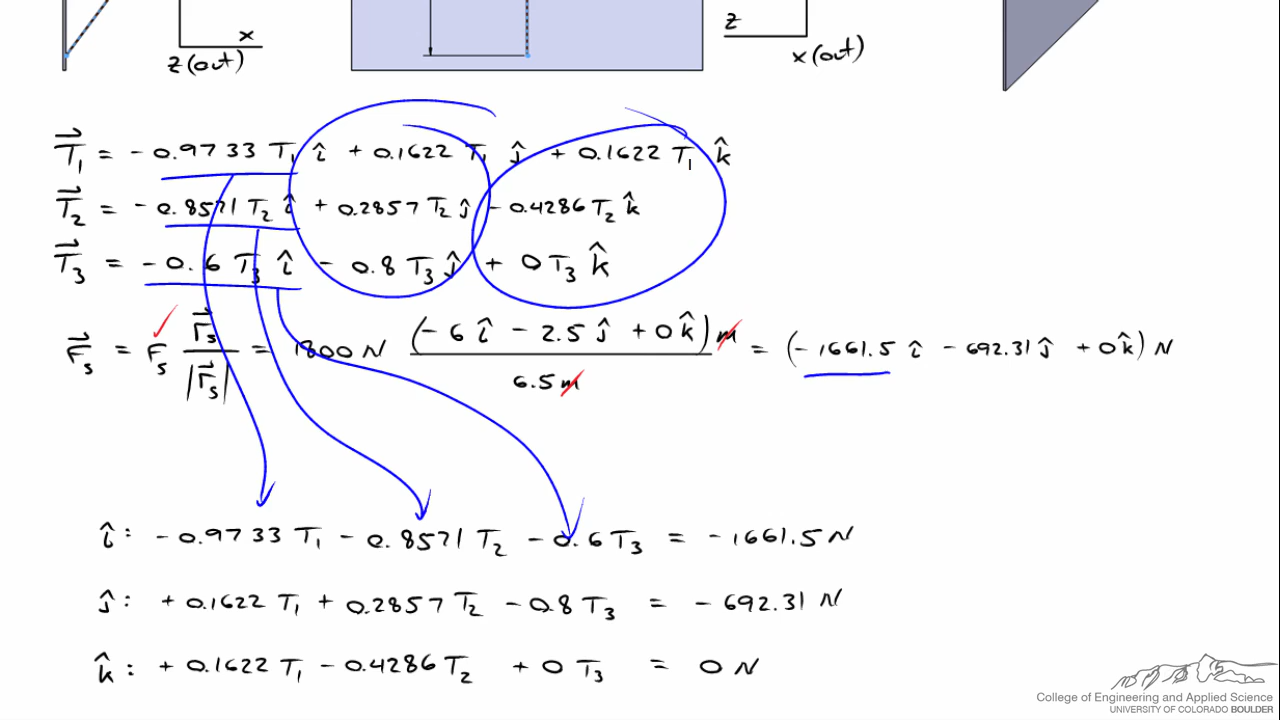 x z
z(out) x(out)
T⃗₁ = - 0.9733 T₁ î + 0.1622 T₁ ĵ + 0.1622 T₁ k̂
T⃗₂ = - 0.8571 T₂ î + 0.2857 T₂ ĵ - 0.4286 T₂ k̂
T⃗₃ = - 0.6 T₃ î - 0.8 T₃ ĵ + 0 T₃ k̂
F⃗ₛ = Fₛ r⃗ₛ / |r⃗ₛ| = 1800 N (- 6 î - 2.5 ĵ + 0 k̂) m / 6.5 m = (- 1661.5 î - 692.31 ĵ + 0 k̂) N
î: - 0.9733 T₁ - 0.8571 T₂ - 0.6 T₃ = - 1661.5 N
ĵ: + 0.1622 T₁ + 0.2857 T₂ - 0.8 T₃ = - 692.31 N
k̂: + 0.1622 T₁ - 0.4286 T₂ + 0 T₃ = 0 N
College of Engineering and Applied Science
UNIVERSITY OF COLORADO BOULDER